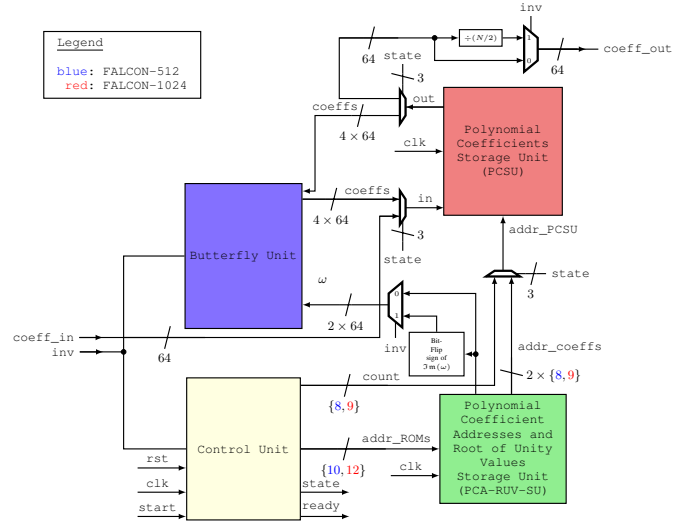 Legend
blue: FALCON-512
red: FALCON-1024
inv
÷(N/2)
1
0
64
64
coeff_out
state
3
out
coeffs
4 × 64
clk
Polynomial
Coefficients
Storage Unit
(PCSU)
coeffs
4 × 64
in
3
state
addr_PCSU
Butterfly Unit
ω
2 × 64
0
1
inv
Bit-
Flip
sign of
ℑm(ω)
state
3
coeff_in
inv
64
addr_coeffs
2 × {8,9}
count
{8,9}
Control Unit
addr_ROMs
{10,12}
clk
Polynomial
Coefficient
Addresses and
Root of Unity
Values
Storage Unit
(PCA-RUV-SU)
rst
clk
start
state
ready